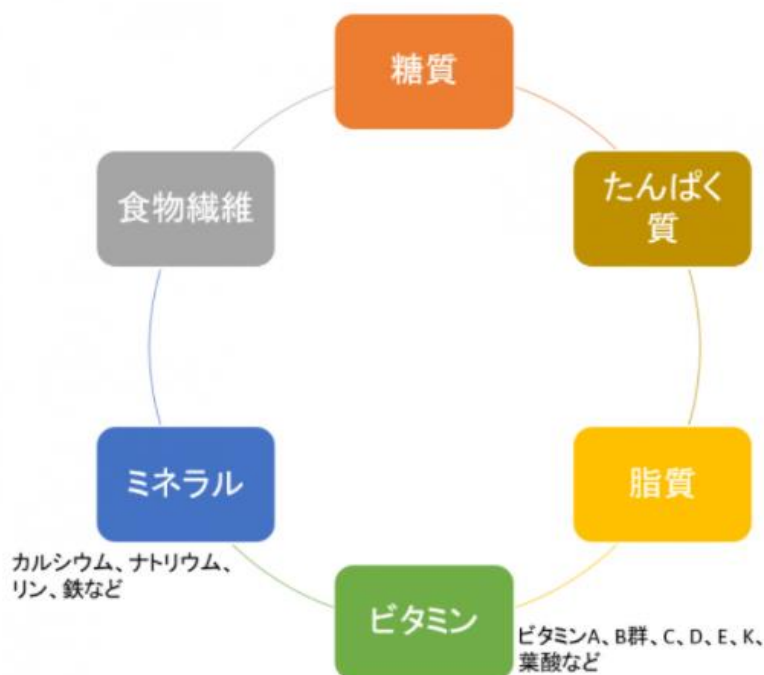 糖質
たんぱく
質
脂質
ビタミン
ビタミンA、B群、C、D、E、K、
葉酸など
ミネラル
カルシウム、ナトリウム、
リン、鉄など
食物繊維